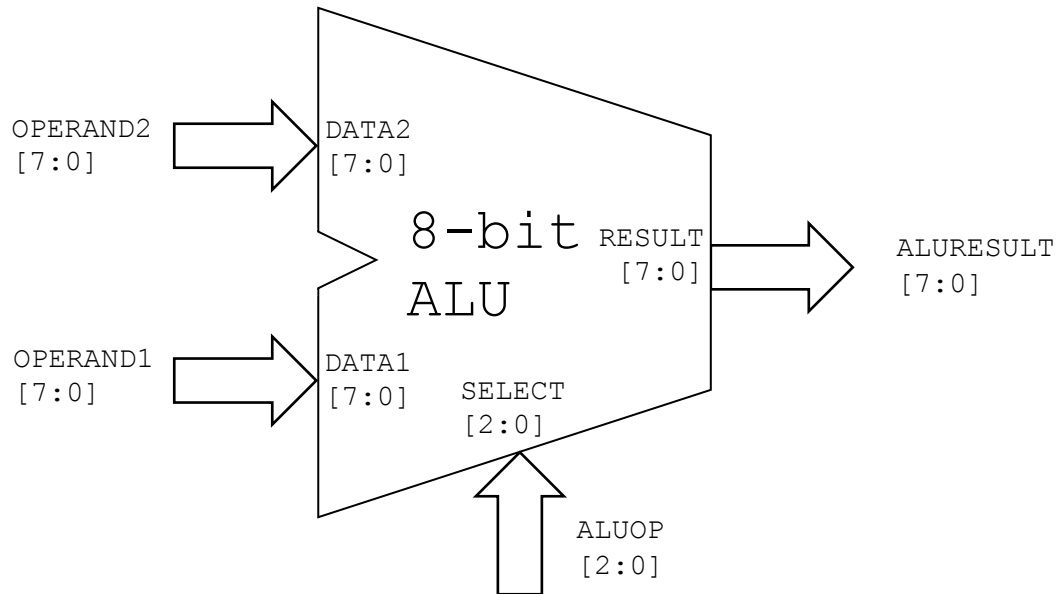 OPERAND2
[7:0]
DATA2
[7:0]
8-bit
ALU
RESULT
[7:0]
ALURESULT
[7:0]
OPERAND1
[7:0]
DATA1
[7:0]
SELECT
[2:0]
ALUOP
[2:0]